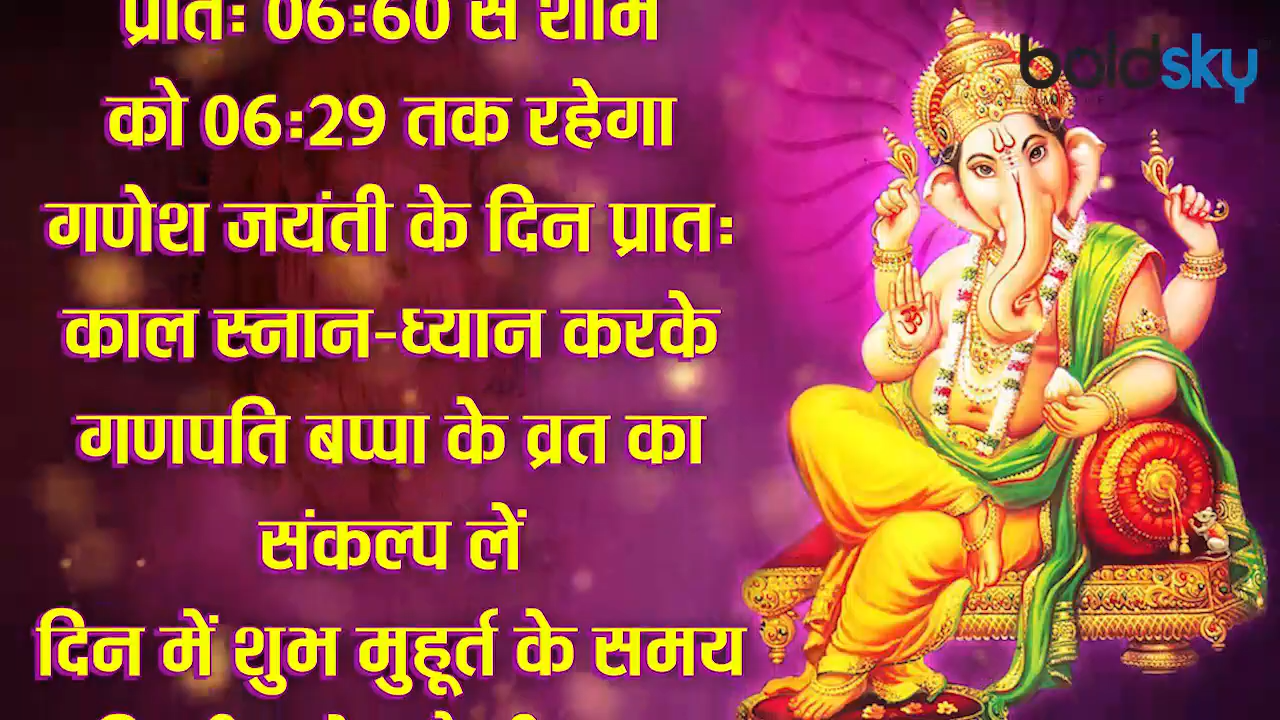 प्रातः 06:60 से शाम
को 06:29 तक रहेगा
गणेश जयंती के दिन प्रातः
काल स्नान-ध्यान करके
गणपति बप्पा के व्रत का
संकल्प लें
दिन में शुभ मुहूर्त के समय
boldsky